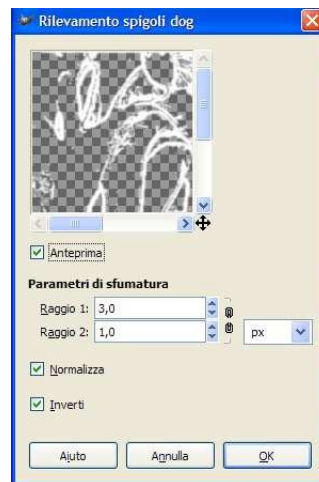 Rilevamento spigoli dog
Anteprima
Parametri di sfumatura
Raggio 1: 3,0
Raggio 2: 1,0
px
Normalizza
Inverti
Aiuto
Annulla
OK